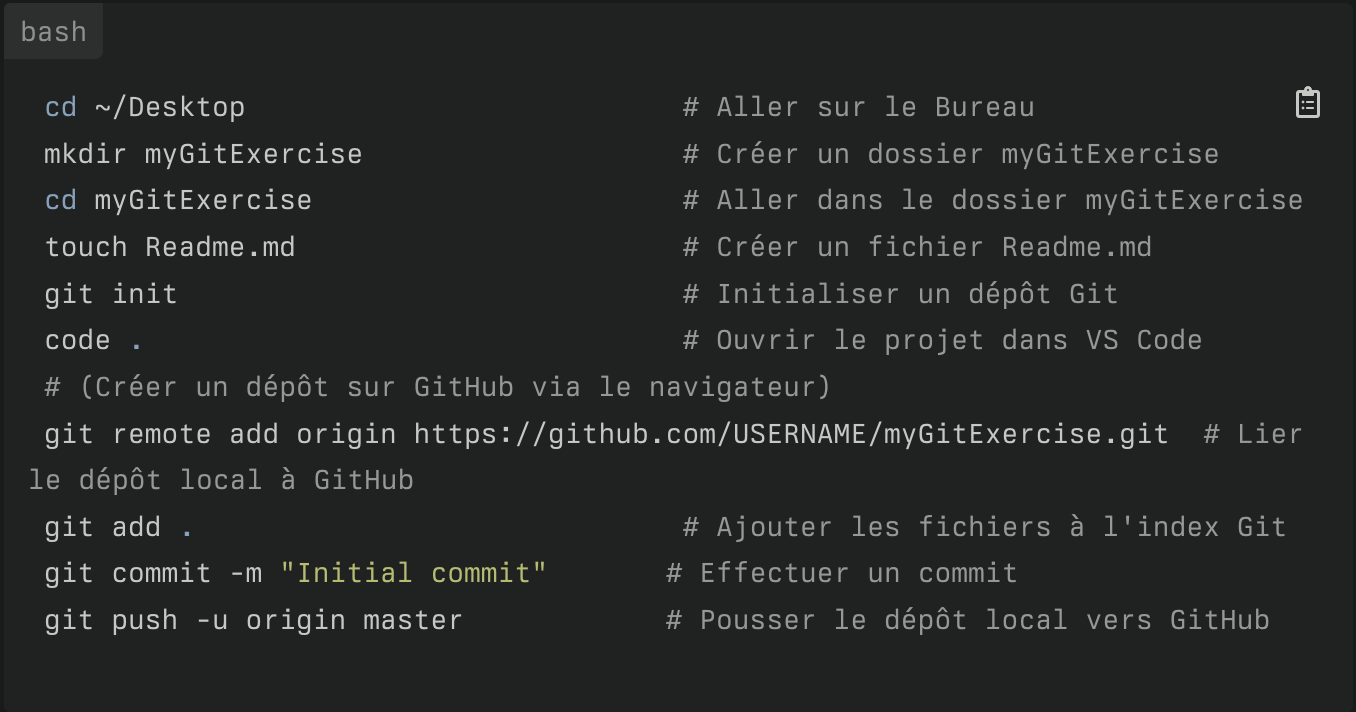 bash
cd ~/Desktop # Aller sur le Bureau
mkdir myGitExercise # Créer un dossier myGitExercise
cd myGitExercise # Aller dans le dossier myGitExercise
touch Readme.md # Créer un fichier Readme.md
git init # Initialiser un dépôt Git
code . # Ouvrir le projet dans VS Code
# (Créer un dépôt sur GitHub via le navigateur)
git remote add origin https://github.com/USERNAME/myGitExercise.git # Lier
le dépôt local à GitHub
git add . # Ajouter les fichiers à l'index Git
git commit -m "Initial commit" # Effectuer un commit
git push -u origin master # Pousser le dépôt local vers GitHub